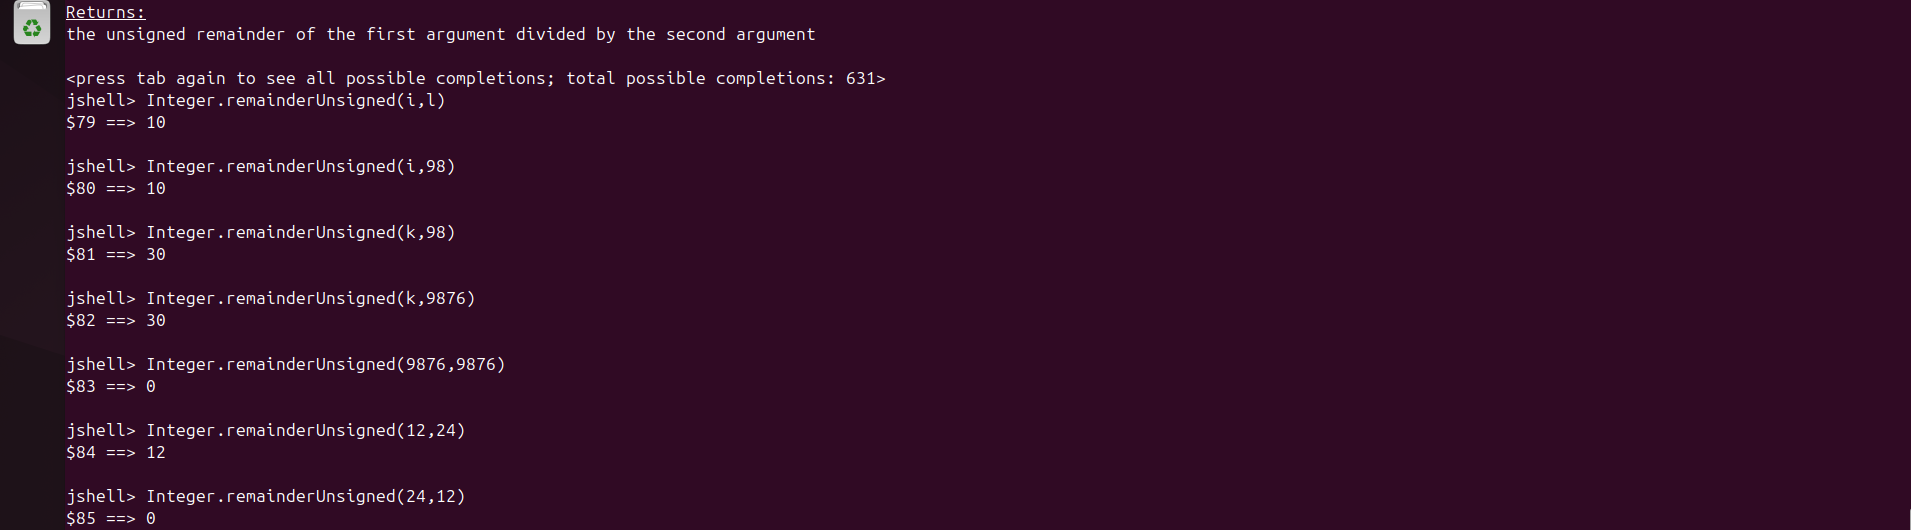 Returns:
the unsigned remainder of the first argument divided by the second argument
<press tab again to see all possible completions; total possible completions: 631>
jshell> Integer.remainderUnsigned(i,l)
$79 ==> 10
jshell> Integer.remainderUnsigned(i,98)
$80 ==> 10
jshell> Integer.remainderUnsigned(k,98)
$81 ==> 30
jshell> Integer.remainderUnsigned(k,9876)
$82 ==> 30
jshell> Integer.remainderUnsigned(9876,9876)
$83 ==> 0
jshell> Integer.remainderUnsigned(12,24)
$84 ==> 12
jshell> Integer.remainderUnsigned(24,12)
$85 ==> 0